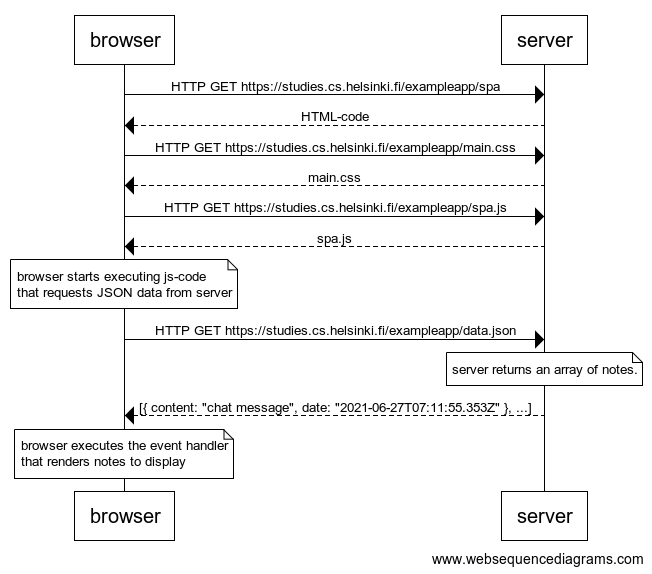 browser
server
HTTP GET https://studies.cs.helsinki.fi/exampleapp/spa
HTML-code
HTTP GET https://studies.cs.helsinki.fi/exampleapp/main.css
main.css
HTTP GET https://studies.cs.helsinki.fi/exampleapp/spa.js
spa.js
browser starts executing js-code
that requests JSON data from server
HTTP GET https://studies.cs.helsinki.fi/exampleapp/data.json
server returns an array of notes.
[{ content: "chat message", date: "2021-06-27T07:11:55.353Z" }, ...]
browser executes the event handler
that renders notes to display
browser
server
www.websequencediagrams.com